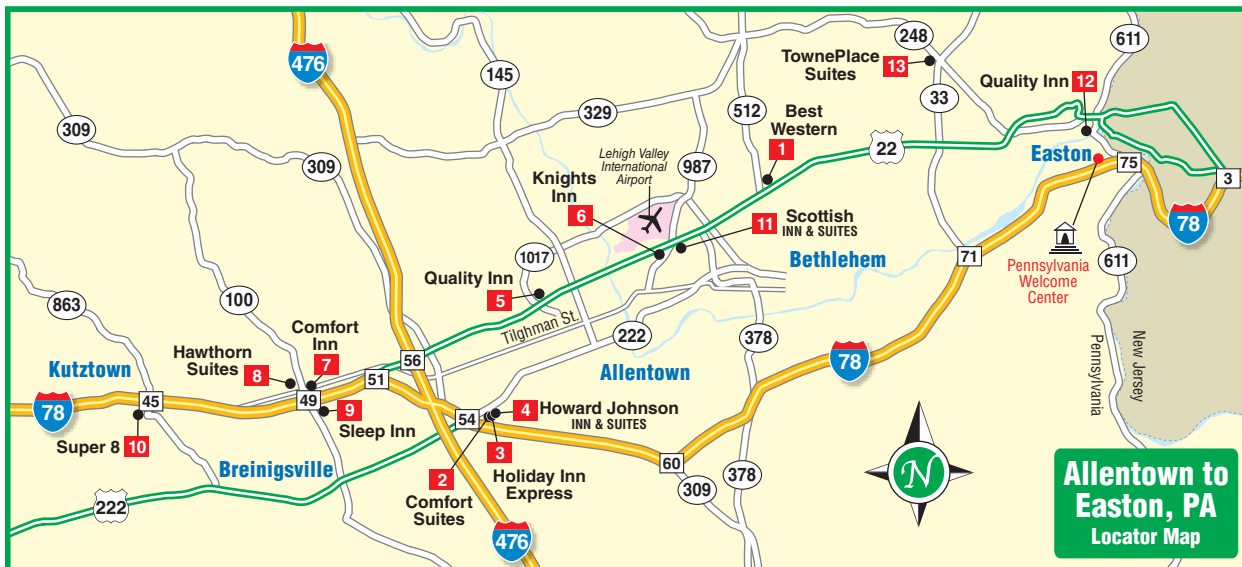 476
145
248
611
TownePlace
Suites
13
Quality Inn
12
309
329
512
33
Best
Western
1
22
309
Lehigh Valley
International
Airport
987
Easton
75
3
Knights
Inn
6
11
Scottish
INN & SUITES
78
1017
Bethlehem
71
Pennsylvania
Welcome
Center
611
Quality Inn
5
863
100
Tilghman St.
222
378
New Jersey
Pennsylvania
Comfort
Inn
7
Hawthorn
Suites
8
56
Kutztown
51
Allentown
78
78
45
49
9
Sleep Inn
54
4
Howard Johnson
INN & SUITES
Super 8
10
3
Holiday Inn
Express
2
Comfort
Suites
Breinigsville
60
309
378
N
222
476
Allentown to
Easton, PA
Locator Map